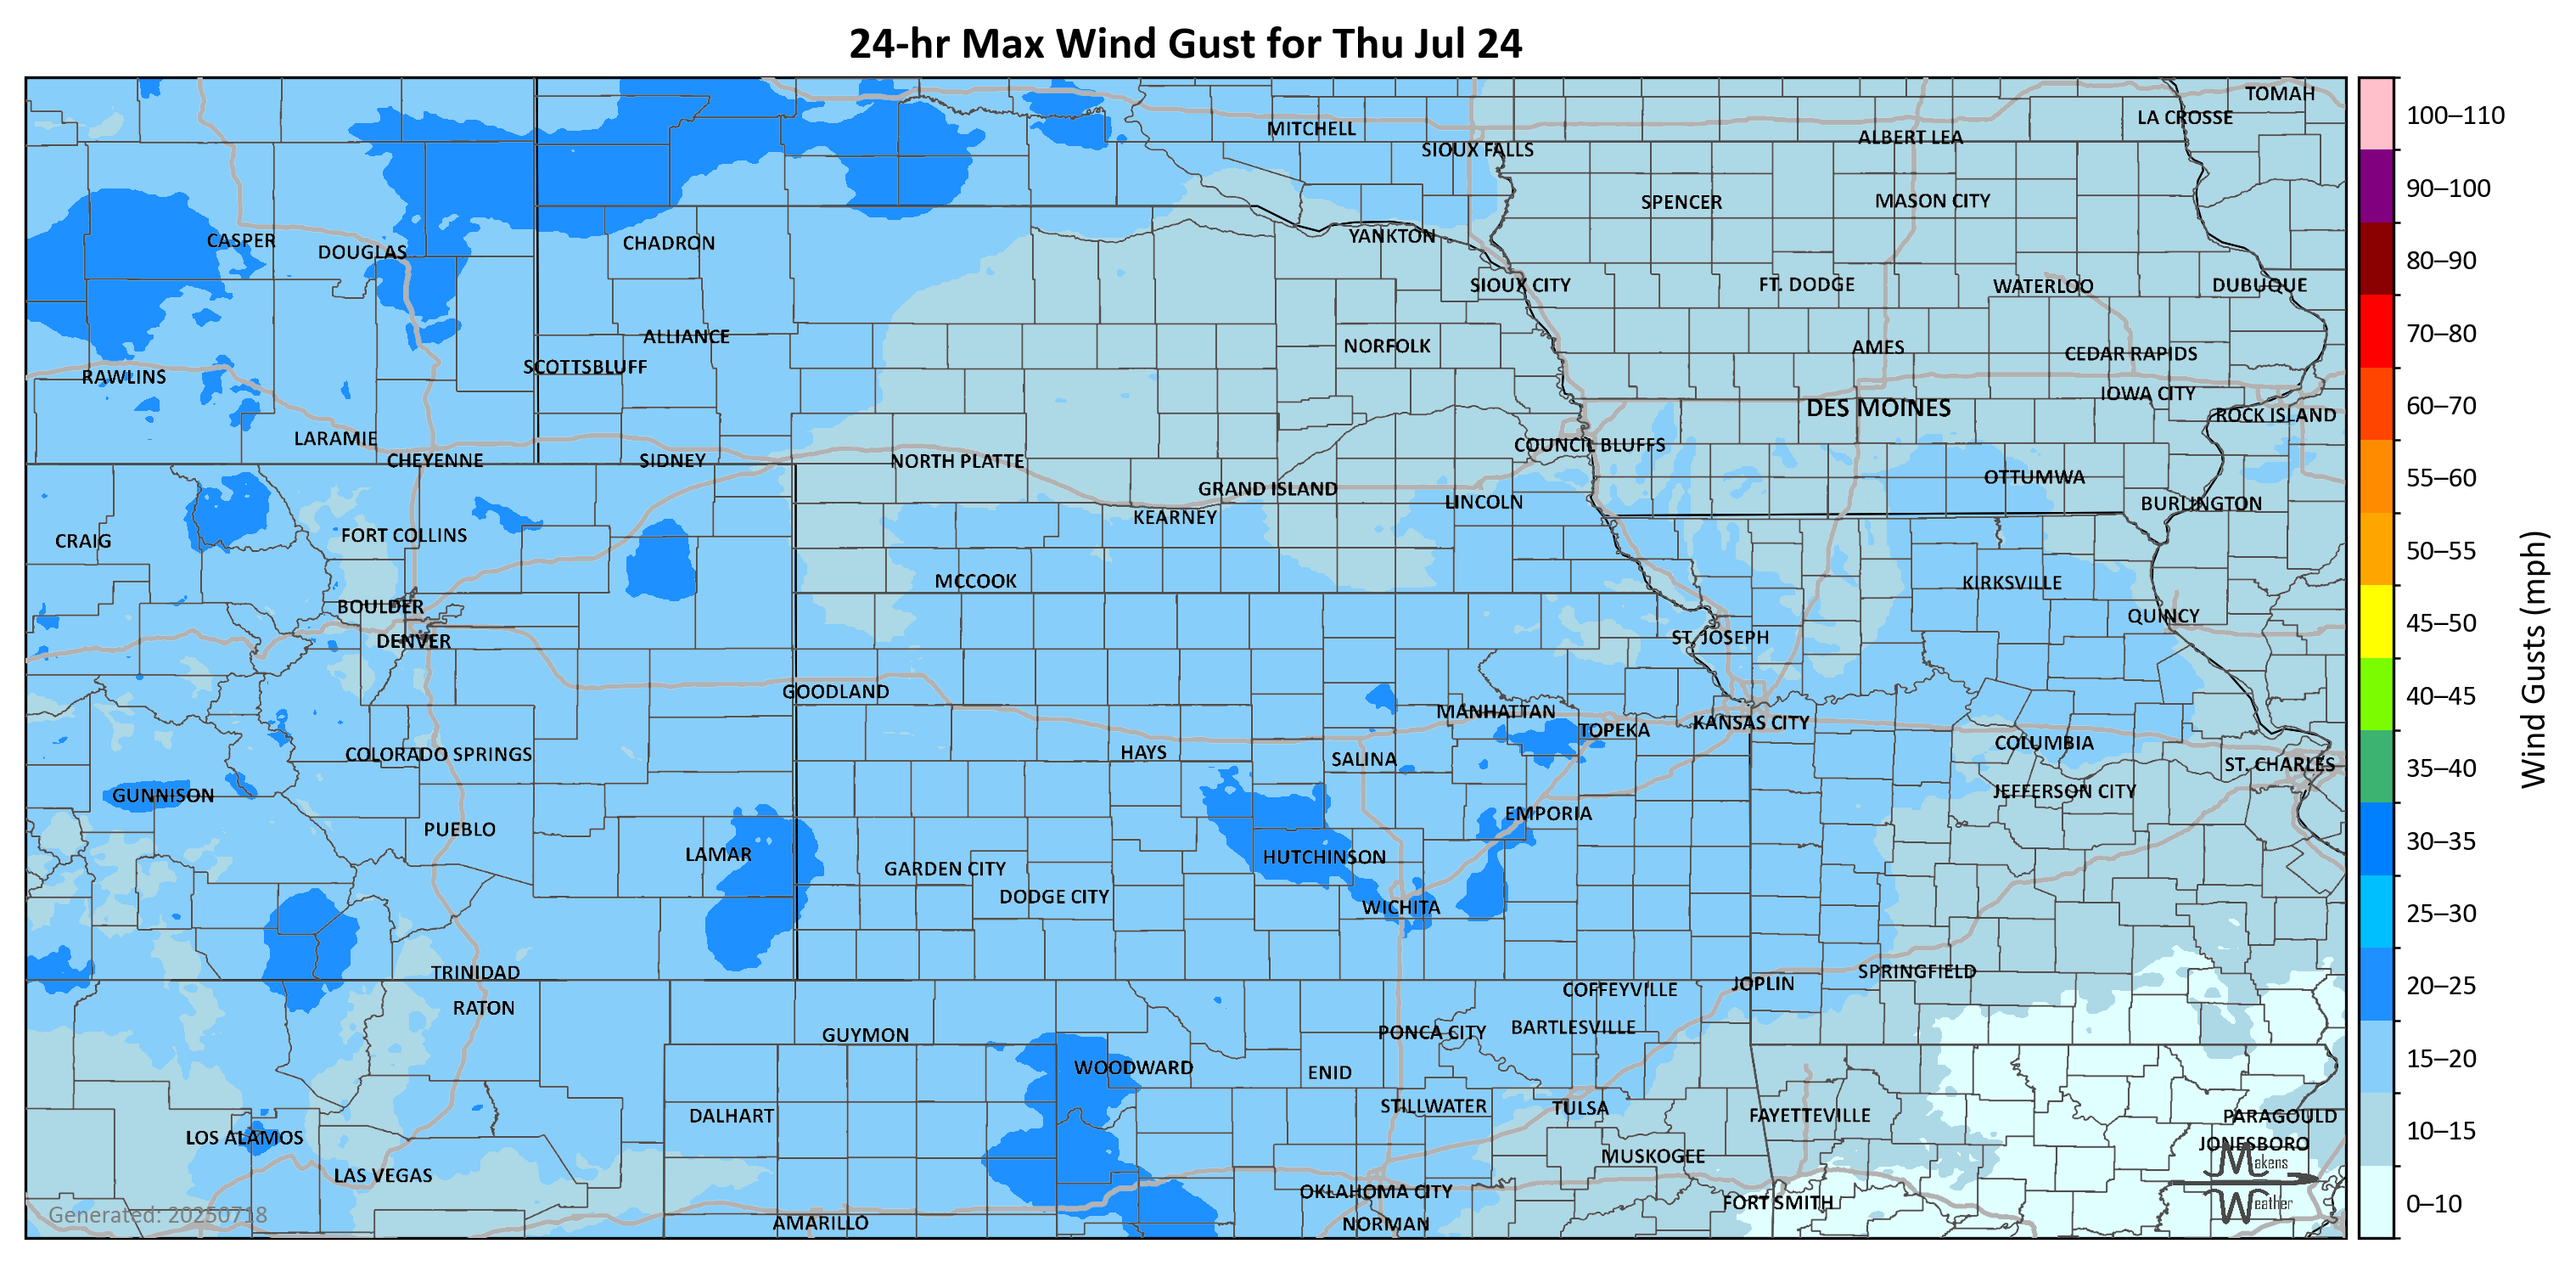 24-hr Max Wind Gust for Thu Jul 24
TOMAH
LA CROSSE
MITCHELL
ALBERT LEA
SIOUX FALLS
SPENCER
MASON CITY
CASPER
DOUGLAS
CHADRON
YANKTON
SIOUX CITY
FT. DODGE
WATERLOO
DUBUQUE
ALLIANCE
NORFOLK
AMES
CEDAR RAPIDS
SCOTTSBLUFF
RAWLINS
IOWA CITY
DES MOINES
ROCK ISLAND
LARAMIE
COUNCIL BLUFFS
CHEYENNE
SIDNEY
NORTH PLATTE
OTTUMWA
GRAND ISLAND
LINCOLN
BURLINGTON
KEARNEY
CRAIG
FORT COLLINS
MCCOOK
KIRKSVILLE
BOULDER
QUINCY
DENVER
ST. JOSEPH
GOODLAND
MANHATTAN
TOPEKA
KANSAS CITY
COLORADO SPRINGS
HAYS
SALINA
COLUMBIA
ST. CHARLES
GUNNISON
JEFFERSON CITY
EMPORIA
PUEBLO
LAMAR
HUTCHINSON
GARDEN CITY
DODGE CITY
WICHITA
TRINIDAD
SPRINGFIELD
JOPLIN
COFFEYVILLE
RATON
GUYMON
PONCA CITY
BARTLESVILLE
WOODWARD
ENID
DALHART
STILLWATER
TULSA
FAYETTEVILLE
PARAGOULD
LOS ALAMOS
JONESBORO
MUSKOGEE
LAS VEGAS
OKLAHOMA CITY
FORT SMITH
AMARILLO
NORMAN
Generated: 20250718
Makens
Weather
100–110
90–100
80–90
70–80
60–70
55–60
50–55
45–50
40–45
35–40
30–35
25–30
20–25
15–20
10–15
0–10
Wind Gusts (mph)